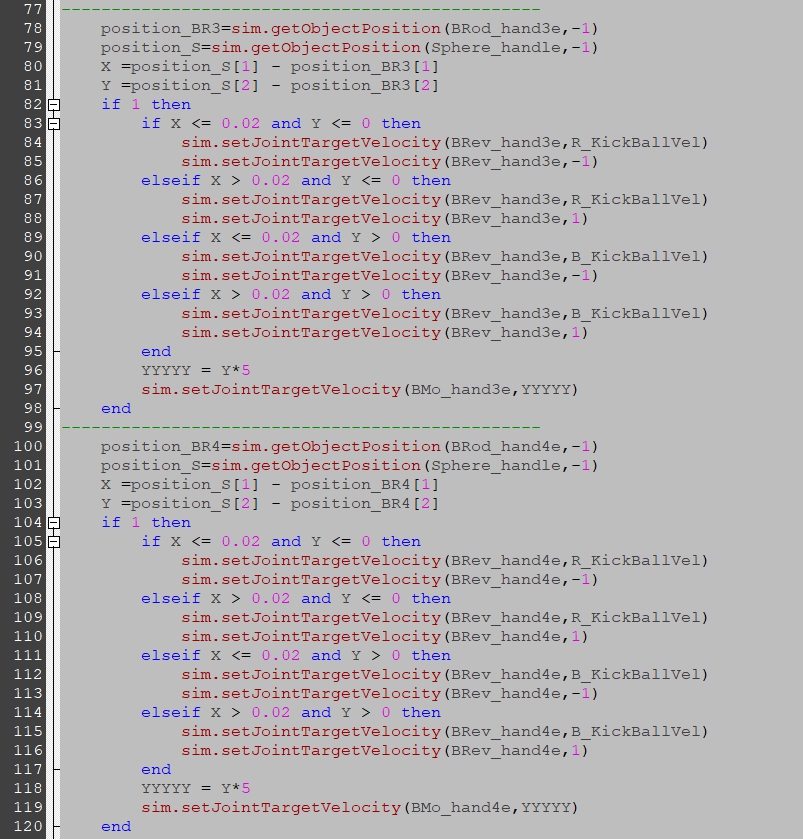 77 ------------------------------------------------
78 position_BR3=sim.getObjectPosition(BRod_hand3e,-1)
79 position_S=sim.getObjectPosition(Sphere_handle,-1)
80 X =position_S[1] - position_BR3[1]
81 Y =position_S[2] - position_BR3[2]
82 if 1 then
83 if X <= 0.02 and Y <= 0 then
84 sim.setJointTargetVelocity(BRev_hand3e,R_KickBallVel)
85 sim.setJointTargetVelocity(BRev_hand3e,-1)
86 elseif X > 0.02 and Y <= 0 then
87 sim.setJointTargetVelocity(BRev_hand3e,R_KickBallVel)
88 sim.setJointTargetVelocity(BRev_hand3e,1)
89 elseif X <= 0.02 and Y > 0 then
90 sim.setJointTargetVelocity(BRev_hand3e,B_KickBallVel)
91 sim.setJointTargetVelocity(BRev_hand3e,-1)
92 elseif X > 0.02 and Y > 0 then
93 sim.setJointTargetVelocity(BRev_hand3e,B_KickBallVel)
94 sim.setJointTargetVelocity(BRev_hand3e,1)
95 end
96 YYYYY = Y*5
97 sim.setJointTargetVelocity(BMo_hand3e,YYYYY)
98 end
99 ------------------------------------------------
100 position_BR4=sim.getObjectPosition(BRod_hand4e,-1)
101 position_S=sim.getObjectPosition(Sphere_handle,-1)
102 X =position_S[1] - position_BR4[1]
103 Y =position_S[2] - position_BR4[2]
104 if 1 then
105 if X <= 0.02 and Y <= 0 then
106 sim.setJointTargetVelocity(BRev_hand4e,R_KickBallVel)
107 sim.setJointTargetVelocity(BRev_hand4e,-1)
108 elseif X > 0.02 and Y <= 0 then
109 sim.setJointTargetVelocity(BRev_hand4e,R_KickBallVel)
110 sim.setJointTargetVelocity(BRev_hand4e,1)
111 elseif X <= 0.02 and Y > 0 then
112 sim.setJointTargetVelocity(BRev_hand4e,B_KickBallVel)
113 sim.setJointTargetVelocity(BRev_hand4e,-1)
114 elseif X > 0.02 and Y > 0 then
115 sim.setJointTargetVelocity(BRev_hand4e,B_KickBallVel)
116 sim.setJointTargetVelocity(BRev_hand4e,1)
117 end
118 YYYYY = Y*5
119 sim.setJointTargetVelocity(BMo_hand4e,YYYYY)
120 end